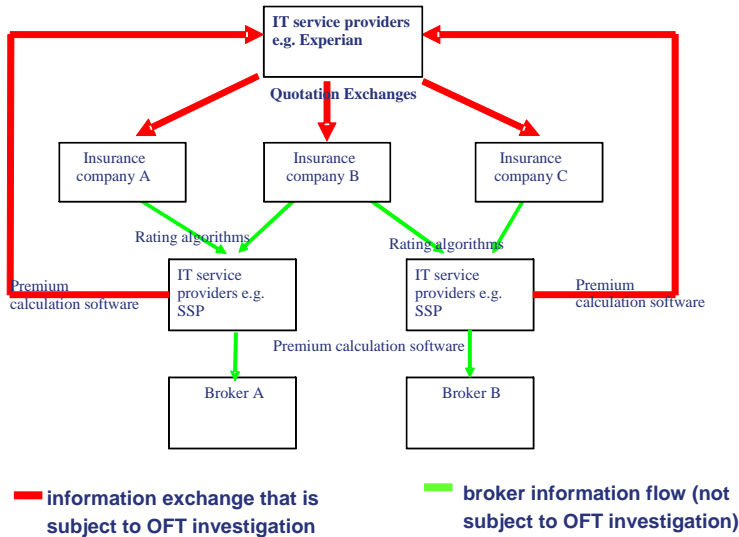 IT service providers
e.g. Experian
Quotation Exchanges
Insurance
company A
Insurance
company B
Insurance
company C
Rating algorithms
Rating algorithms
IT service
providers e.g.
SSP
IT service
providers e.g.
SSP
Premium
calculation software
Premium
calculation software
Premium calculation software
Broker A
Broker B
information exchange that is
subject to OFT investigation
broker information flow (not
subject to OFT investigation)